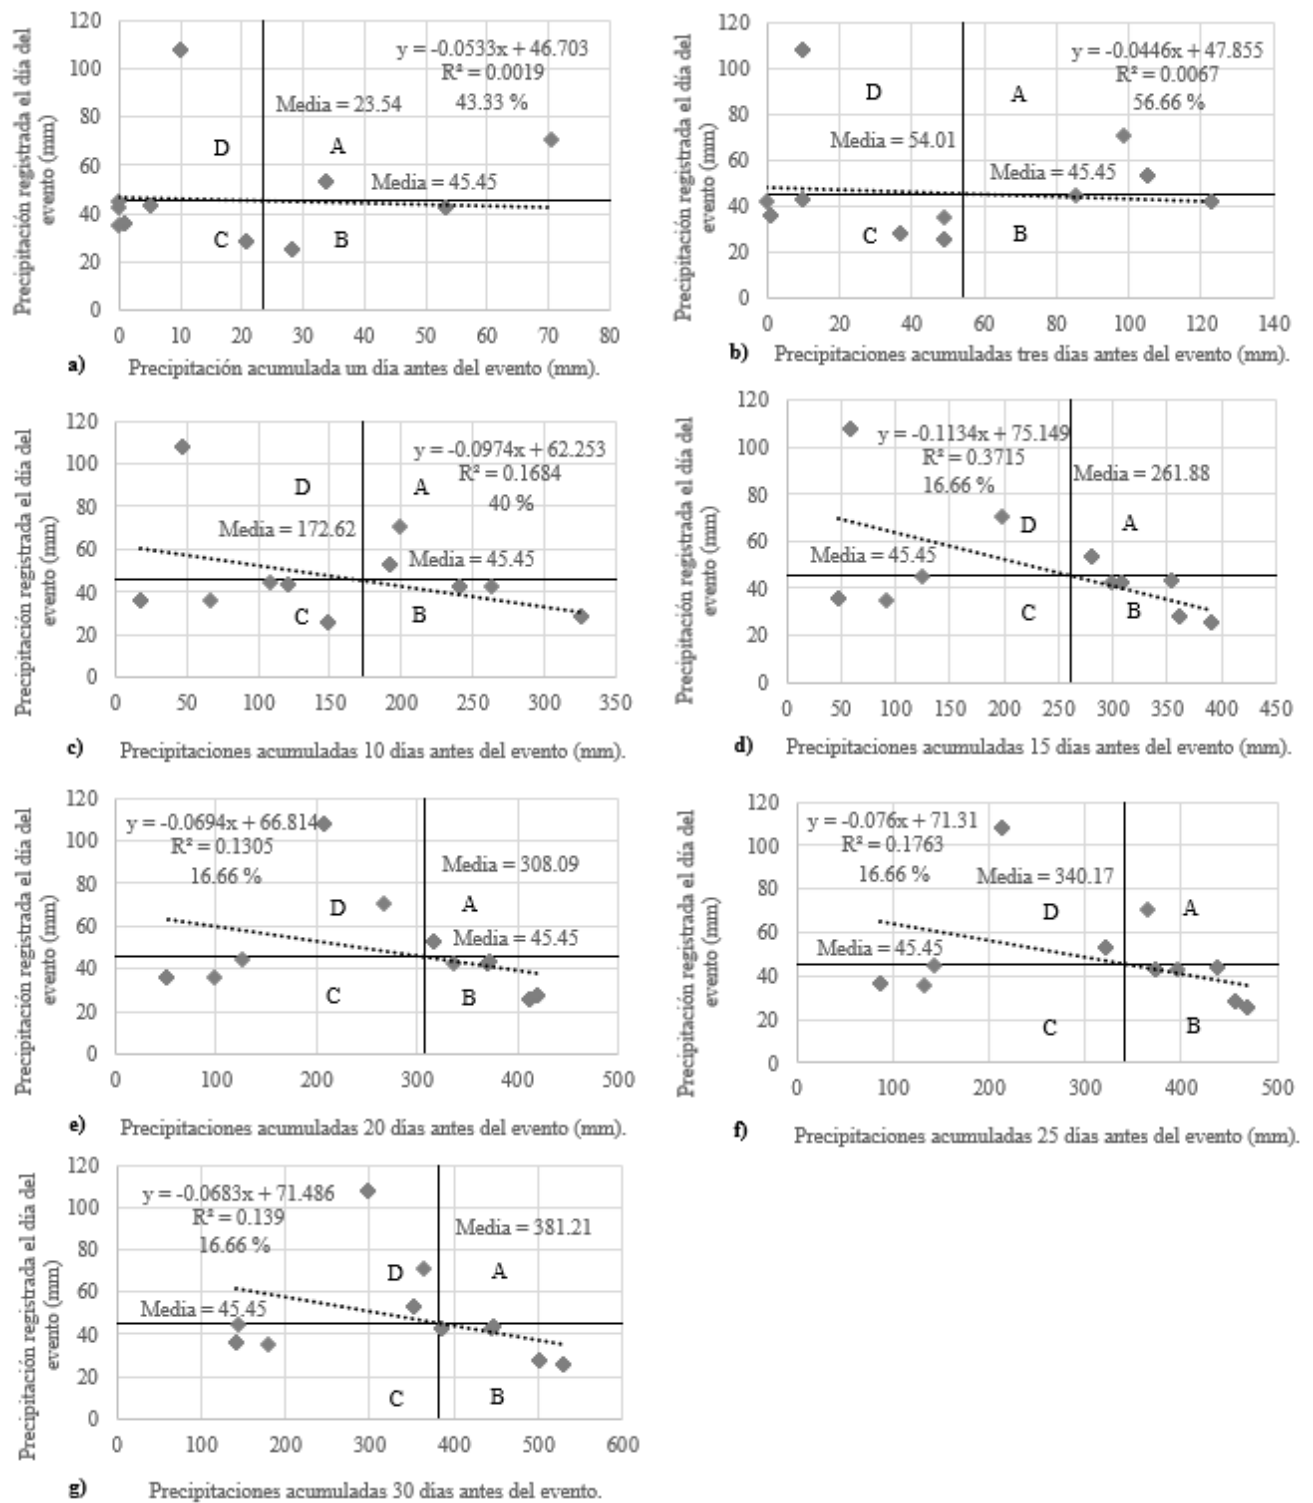 Precipitación registrada el día del
evento (mm)
120
100
80
60
40
20
0
y = -0.0533x + 46.703
R² = 0.0019
43.33 %
Media = 23.54
D
A
Media = 45.45
C
B
0 10 20 30 40 50 60 70 80
a) Precipitación acumulada un día antes del evento (mm).
Precipitación registrada el día del
evento (mm)
120
100
80
60
40
20
0
y = -0.0446x + 47.855
R² = 0.0067
56.66 %
D
A
Media = 54.01
Media = 45.45
C
B
0 20 40 60 80 100 120 140
b) Precipitaciones acumuladas tres días antes del evento (mm).
Precipitación registrada el día del
evento (mm)
120
100
80
60
40
20
0
y = -0.0974x + 62.253
R² = 0.1684
40 %
D
A
Media = 172.62
Media = 45.45
C
B
0 50 100 150 200 250 300 350
c) Precipitaciones acumuladas 10 días antes del evento (mm).
Precipitación registrada el día del
evento (mm)
120
100
80
60
40
20
0
y = -0.1134x + 75.149
R² = 0.3715
16.66 %
Media = 261.88
D
A
Media = 45.45
C
B
0 50 100 150 200 250 300 350 400 450
d) Precipitaciones acumuladas 15 días antes del evento (mm).
Precipitación registrada el día del
evento (mm)
120
100
80
60
40
20
0
y = -0.0694x + 66.814
R² = 0.1305
16.66 %
Media = 308.09
D
A
Media = 45.45
C
B
0 100 200 300 400 500
e) Precipitaciones acumuladas 20 días antes del evento (mm).
Precipitación registrada el día del
evento (mm)
120
100
80
60
40
20
0
y = -0.076x + 71.31
R² = 0.1763
16.66 %
Media = 340.17
D
A
Media = 45.45
C
B
0 100 200 300 400 500
f) Precipitaciones acumuladas 25 días antes del evento (mm).
Precipitación registrada el día del
evento (mm)
120
100
80
60
40
20
0
y = -0.0683x + 71.486
R² = 0.139
16.66 %
Media = 381.21
D
A
Media = 45.45
C
B
0 100 200 300 400 500 600
g) Precipitaciones acumuladas 30 días antes del evento.